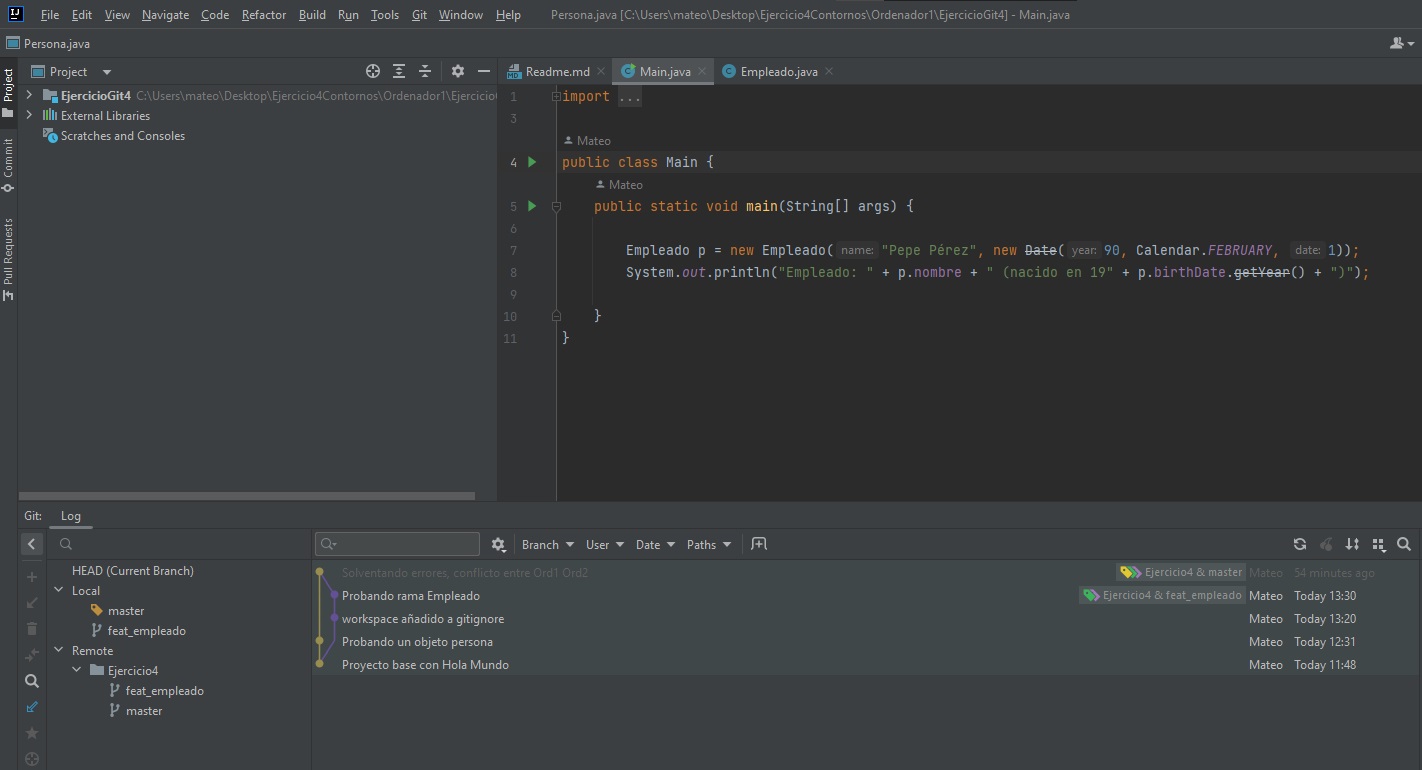 File Edit View Navigate Code Refactor Build Run Tools Git Window Help Persona.java [C:\Users\mateo\Desktop\Ejercicio4Contornos\Ordenador1\EjercicioGit4] - Main.java
Persona.java
Project
Readme.md Main.java Empleado.java
EjercicioGit4 C:\Users\mateo\Desktop\Ejercicio4Contornos\Ordenador1\Ejercicio
External Libraries
Scratches and Consoles
Project
Commit
Pull Requests
1 import ...
3
Mateo
4 public class Main {
Mateo
5 public static void main(String[] args) {
6
7 Empleado p = new Empleado( name: "Pepe Pérez", new Date( year: 90, Calendar.FEBRUARY, date: 1));
8 System.out.println("Empleado: " + p.nombre + " (nacido en 19" + p.birthDate.getYear() + ")");
9
10 }
11 }
Git: Log
Branch User Date Paths
HEAD (Current Branch)
Local
master
feat_empleado
Remote
Ejercicio4
feat_empleado
master
Solventando errores, conflicto entre Ord1 Ord2 Ejercicio4 & master Mateo 54 minutes ago
Probando rama Empleado Ejercicio4 & feat_empleado Mateo Today 13:30
workspace añadido a gitignore Mateo Today 13:20
Probando un objeto persona Mateo Today 12:31
Proyecto base con Hola Mundo Mateo Today 11:48